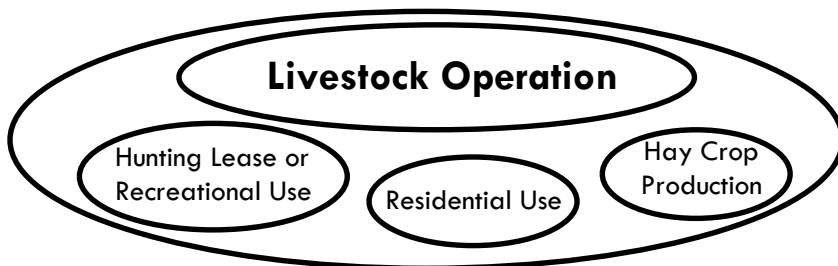 Livestock Operation
Hunting Lease or
Recreational Use
Residential Use
Hay Crop
Production